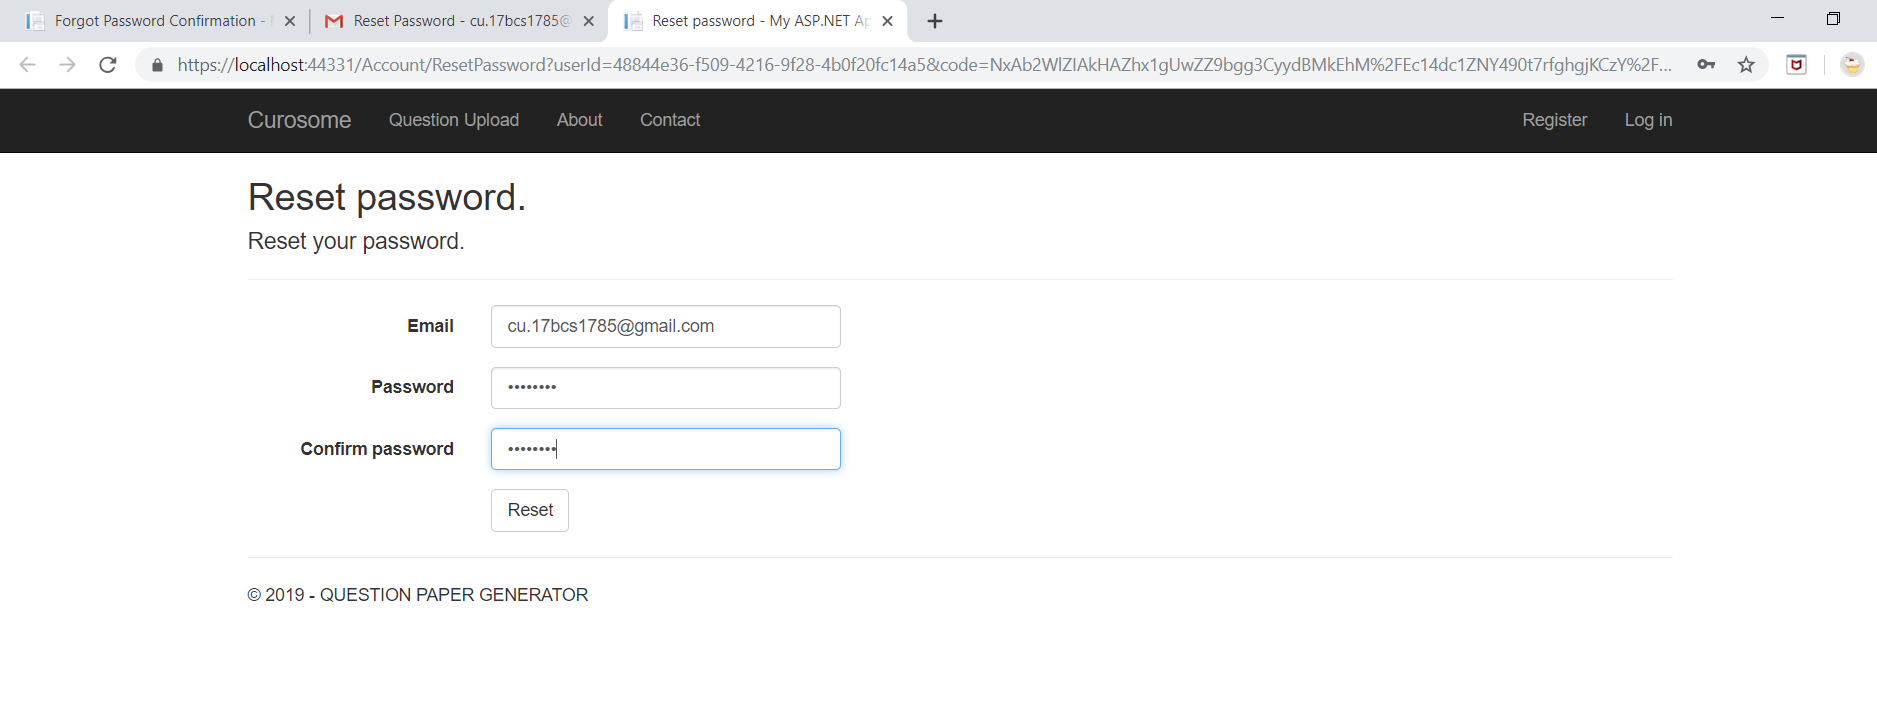 Forgot Password Confirmation -
Reset Password - cu.17bcs1785@
Reset password - My ASP.NET Ap
https://localhost:44331/Account/ResetPassword?userId=48844e36-f509-4216-9f28-4b0f20fc14a5&code=NxAb2WlZIAkHAZhx1gUwZZ9bgg3CyydBMkEhM%2FEc14dc1ZNY490t7rfghgjKCzY%2F...
Curosome Question Upload About Contact Register Log in
Reset password.
Reset your password.
Email cu.17bcs1785@gmail.com
Password ••••••••
Confirm password ••••••••
Reset
© 2019 - QUESTION PAPER GENERATOR